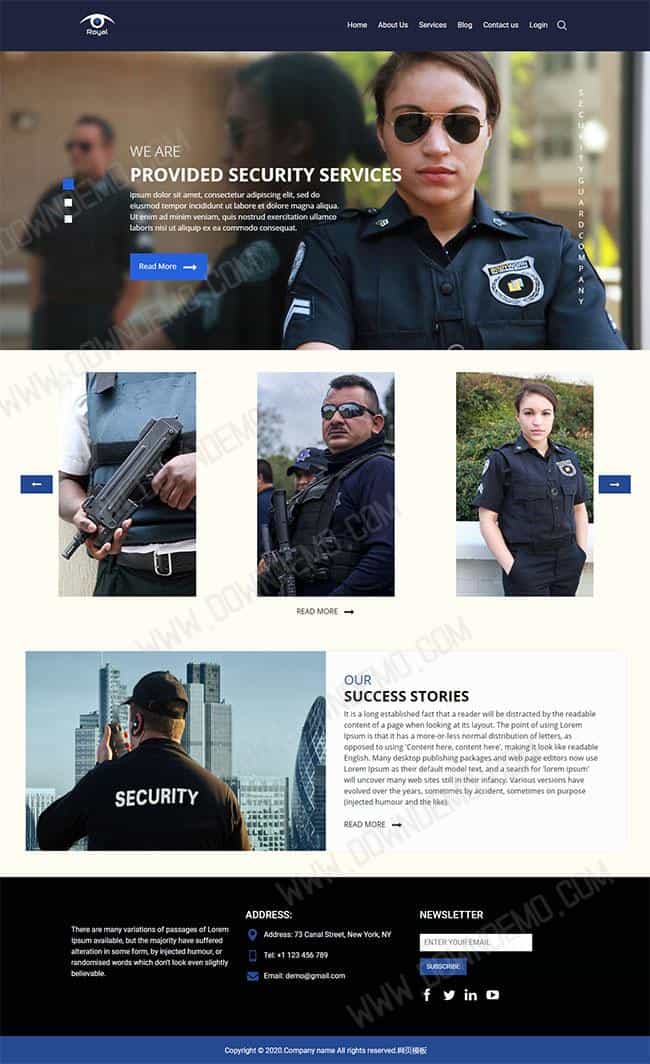 Royal
Home About Us Services Blog Contact us Login
WE ARE
PROVIDED SECURITY SERVICES
Ipsum dolor sit amet, consectetur adipiscing elit, sed do
eiusmod tempor incididunt ut labore et dolore magna aliqua.
Ut enim ad minim veniam, quis nostrud exercitation ullamco
laboris nisi ut aliquip ex ea commodo consequat.
Read More
SECURITYGUARDCOMPANY
READ MORE
SECURITY
OUR
SUCCESS STORIES
It is a long established fact that a reader will be distracted by the readable
content of a page when looking at its layout. The point of using Lorem
Ipsum is that it has a more-or-less normal distribution of letters, as
opposed to using 'Content here, content here', making it look like readable
English. Many desktop publishing packages and web page editors now use
Lorem Ipsum as their default model text, and a search for 'lorem ipsum'
will uncover many web sites still in their infancy. Various versions have
evolved over the years, sometimes by accident, sometimes on purpose
(injected humour and the like).
READ MORE
There are many variations of passages of Lorem
Ipsum available, but the majority have suffered
alteration in some form, by injected humour, or
randomised words which don't look even slightly
believable.
ADDRESS:
Address: 73 Canal Street, New York, NY
Tel: +1 123 456 789
Email: demo@gmail.com
NEWSLETTER
ENTER YOUR EMAIL
SUBSCRIBE
Copyright © 2020.Company name All rights reserved.网页模板
WWW.DOWNDEMO.COM
WWW.DOWNDEMO.COM
WWW.DOWNDEMO.COM
WWW.DOWNDEMO.COM
WWW.DOWNDEMO.COM